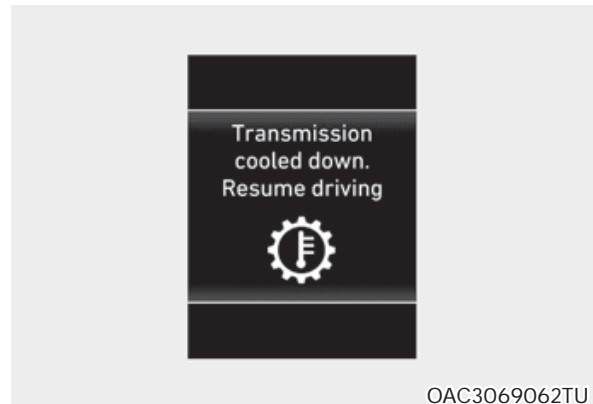 Transmission
cooled down.
Resume driving
OAC3069062TU